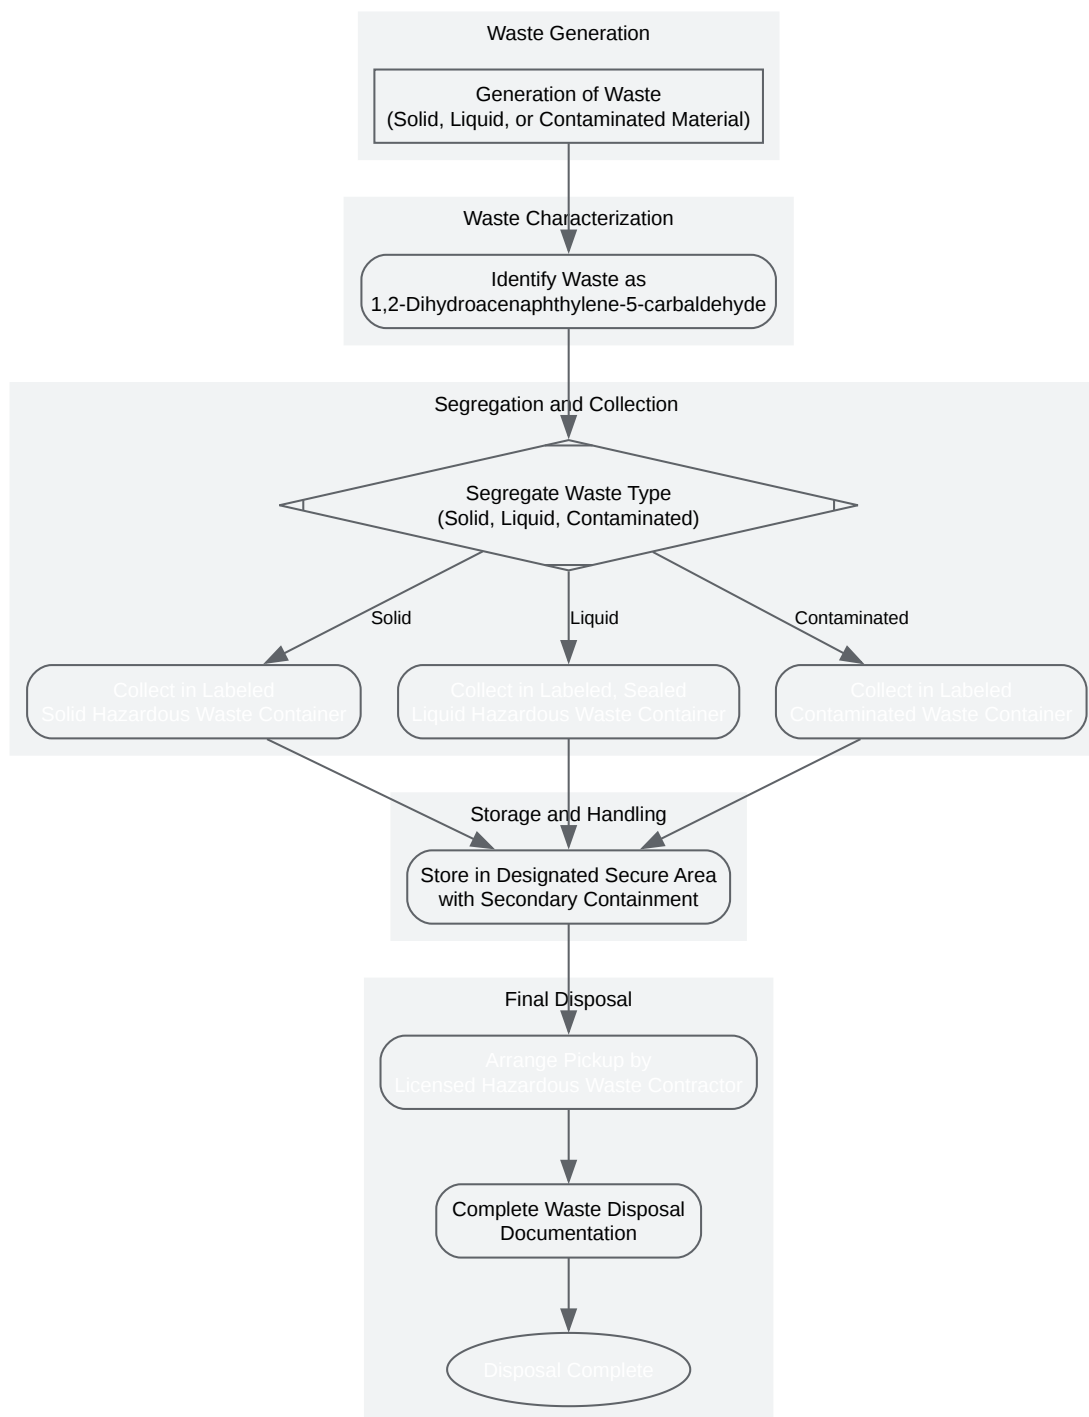 Waste Generation
Generation of Waste
(Solid, Liquid, or Contaminated Material)
Waste Characterization
Identify Waste as
1,2-Dihydroacenaphthylene-5-carbaldehyde
Segregation and Collection
Segregate Waste Type
(Solid, Liquid, Contaminated)
Solid
Liquid
Contaminated
Collect in Labeled
Solid Hazardous Waste Container
Collect in Labeled, Sealed
Liquid Hazardous Waste Container
Collect in Labeled
Contaminated Waste Container
Storage and Handling
Store in Designated Secure Area
with Secondary Containment
Final Disposal
Arrange Pickup by
Licensed Hazardous Waste Contractor
Complete Waste Disposal
Documentation
Disposal Complete